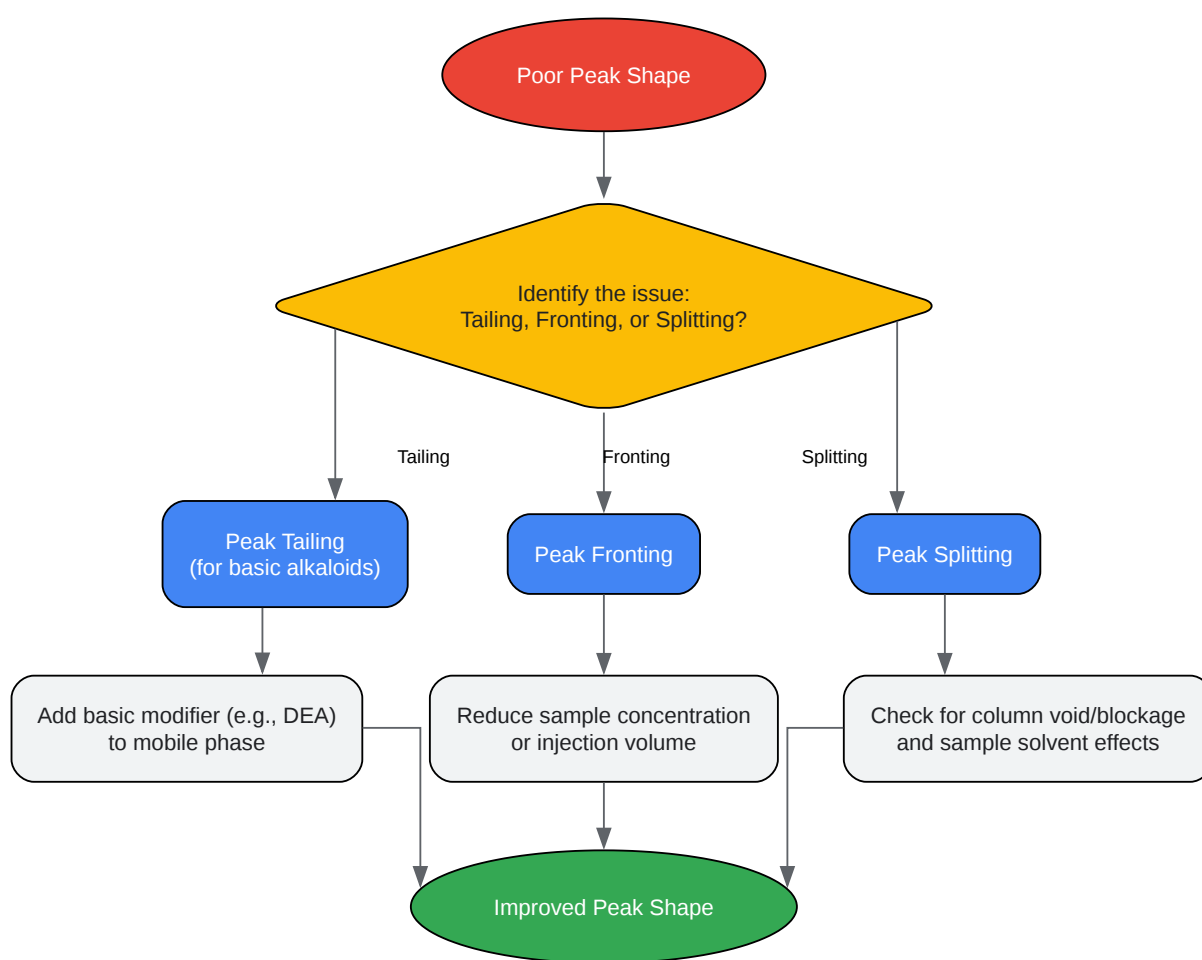 Poor Peak Shape
Identify the issue:
Tailing, Fronting, or Splitting?
Tailing
Fronting
Splitting
Peak Tailing
(for basic alkaloids)
Peak Fronting
Peak Splitting
Add basic modifier (e.g., DEA)
to mobile phase
Reduce sample concentration
or injection volume
Check for column void/blockage
and sample solvent effects
Improved Peak Shape